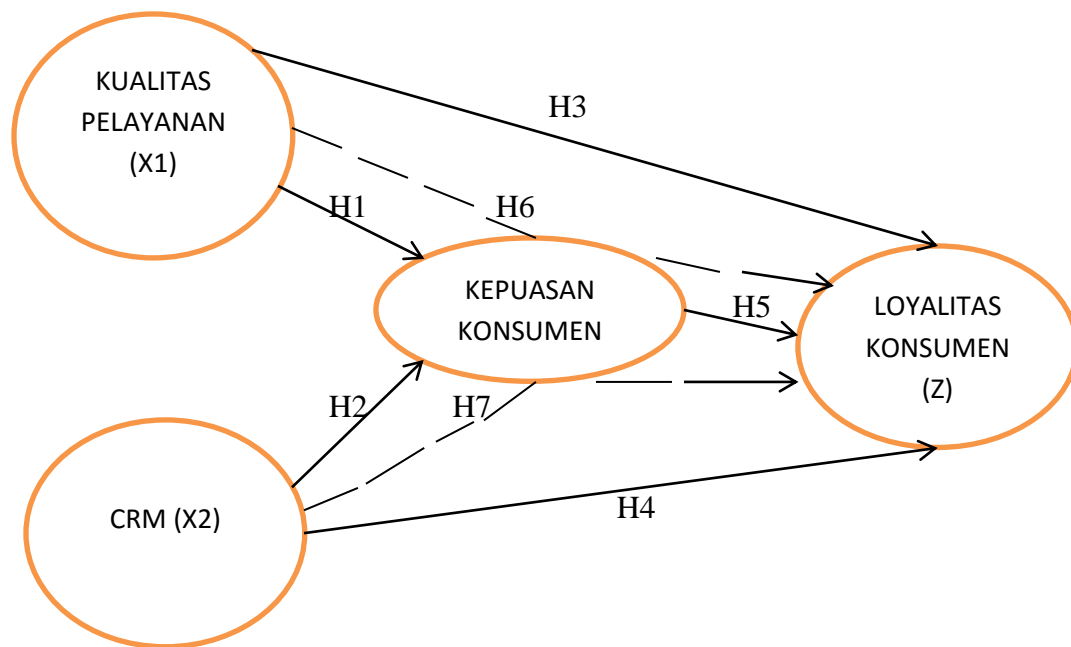 KUALITAS
PELAYANAN
(X1)
H3
H1
H6
KEPUASAN
KONSUMEN
H5
LOYALITAS
KONSUMEN
(Z)
H2
H7
CRM (X2)
H4